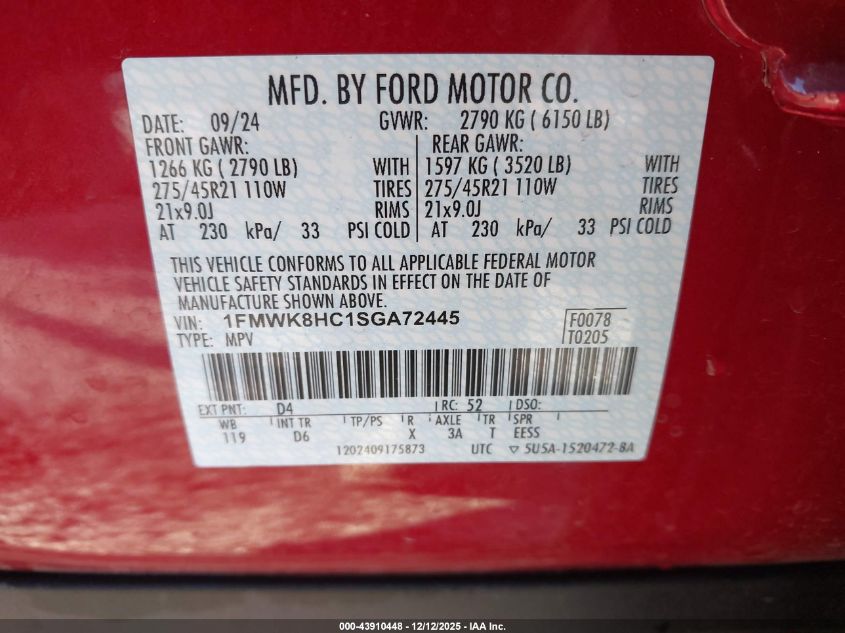 MFD. BY FORD MOTOR CO.
DATE: 09/24 GVWR: 2790 KG ( 6150 LB)
FRONT GAWR: REAR GAWR:
1266 KG ( 2790 LB) WITH 1597 KG ( 3520 LB) WITH
275/45R21 110W TIRES 275/45R21 110W TIRES
21x9.0J RIMS 21x9.0J RIMS
AT 230 kPa/ 33 PSI COLD AT 230 kPa/ 33 PSI COLD
THIS VEHICLE CONFORMS TO ALL APPLICABLE FEDERAL MOTOR
VEHICLE SAFETY STANDARDS IN EFFECT ON THE DATE OF
MANUFACTURE SHOWN ABOVE.
VIN: 1FMWK8HC1SGA72445 F0078
TYPE: MPV T0205
EXT PNT: D4 RC: 52 DSO:
WB INT TR TP/PS R AXLE TR SPR
119 D6 X 3A T EESS
1202409175873 UTC ▽ 5U5A-1520472-BA
000-43910448 - 12/12/2025 - IAA Inc.